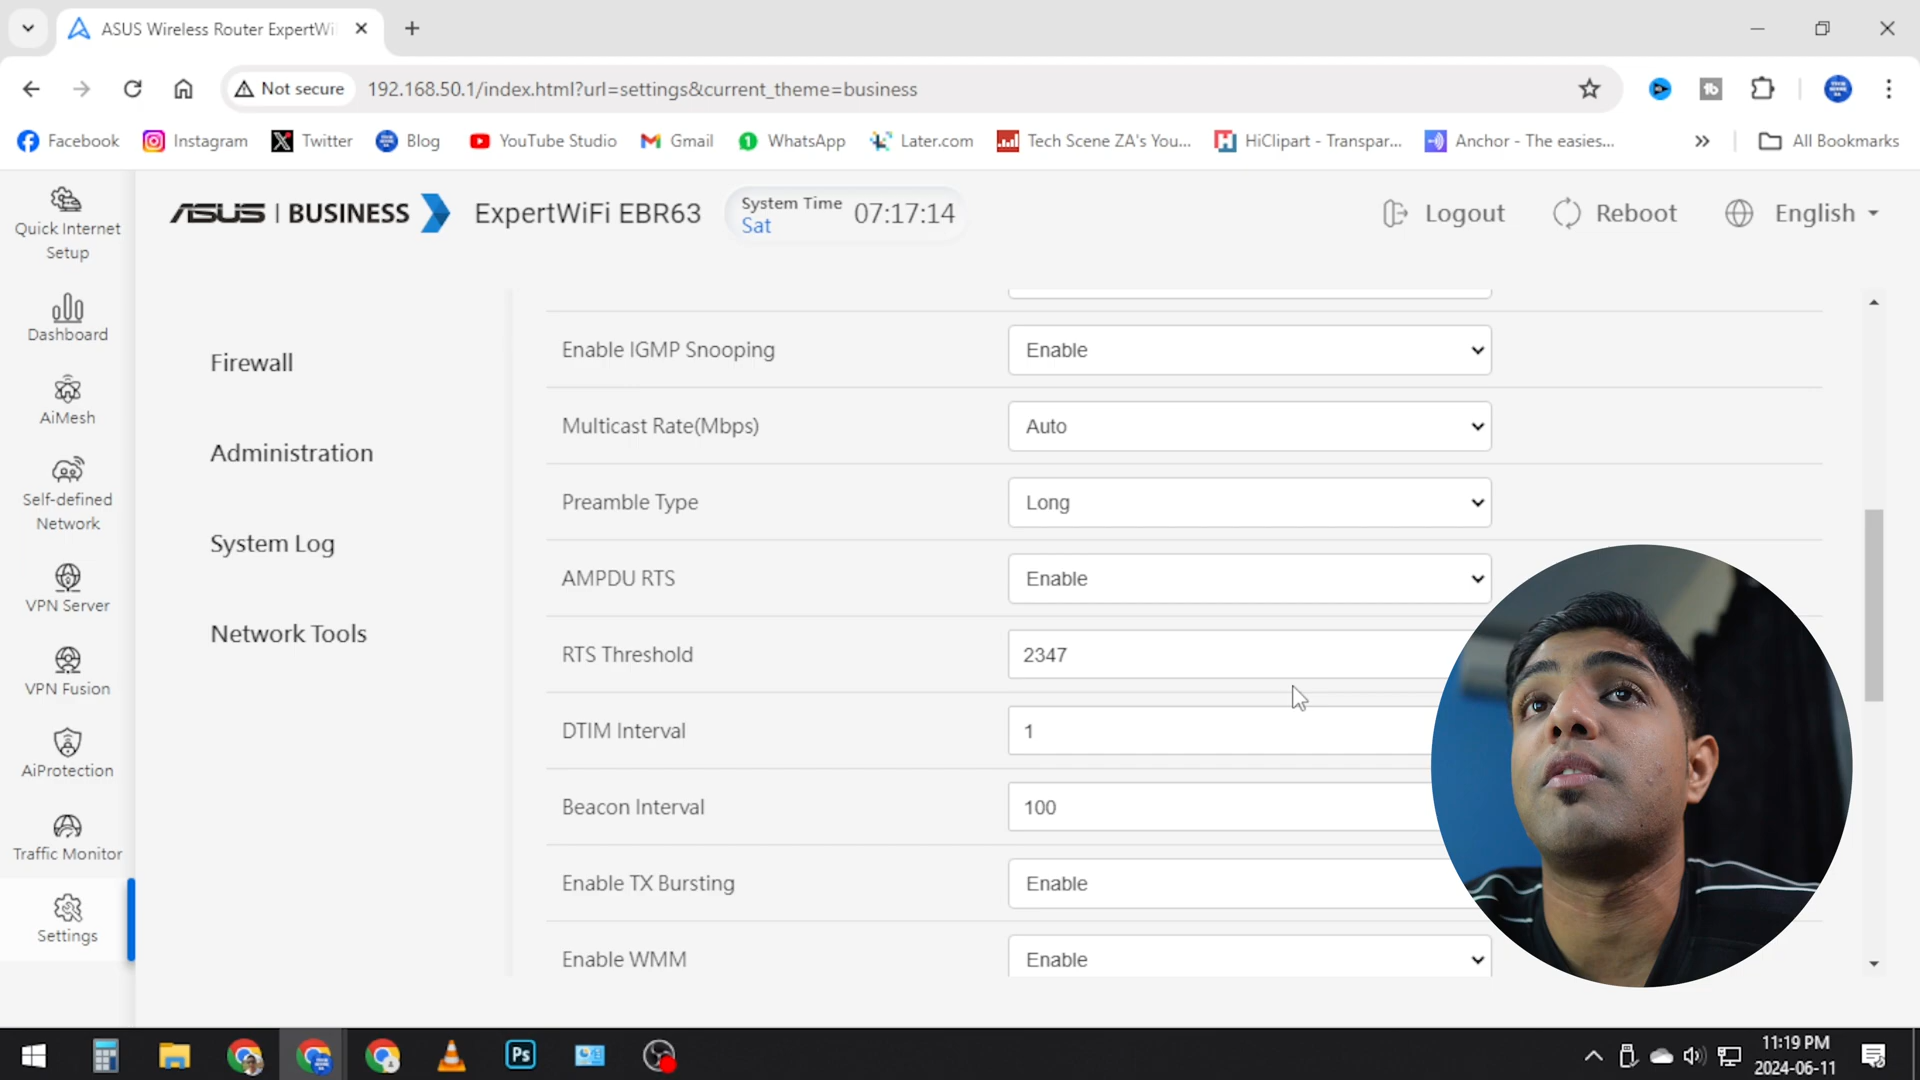 ASUS Wireless Router ExpertWi
Not secure
192.168.50.1/index.html?url=settings&current_theme=business
Facebook
Instagram
Twitter
Blog
YouTube Studio
Gmail
WhatsApp
Later.com
Tech Scene ZA's You...
HiClipart - Transpar...
Anchor - The easies...
All Bookmarks
ASUS | BUSINESS
ExpertWiFi EBR63
System Time
Sat
07:17:14
Logout
Reboot
English
Quick Internet
Setup
Dashboard
AiMesh
Self-defined
Network
VPN Server
VPN Fusion
AiProtection
Traffic Monitor
Settings
Firewall
Administration
System Log
Network Tools
Enable IGMP Snooping Enable
Multicast Rate(Mbps) Auto
Preamble Type Long
AMPDU RTS Enable
RTS Threshold 2347
DTIM Interval 1
Beacon Interval 100
Enable TX Bursting Enable
Enable WMM Enable
Ps
11:19 PM
2024-06-11